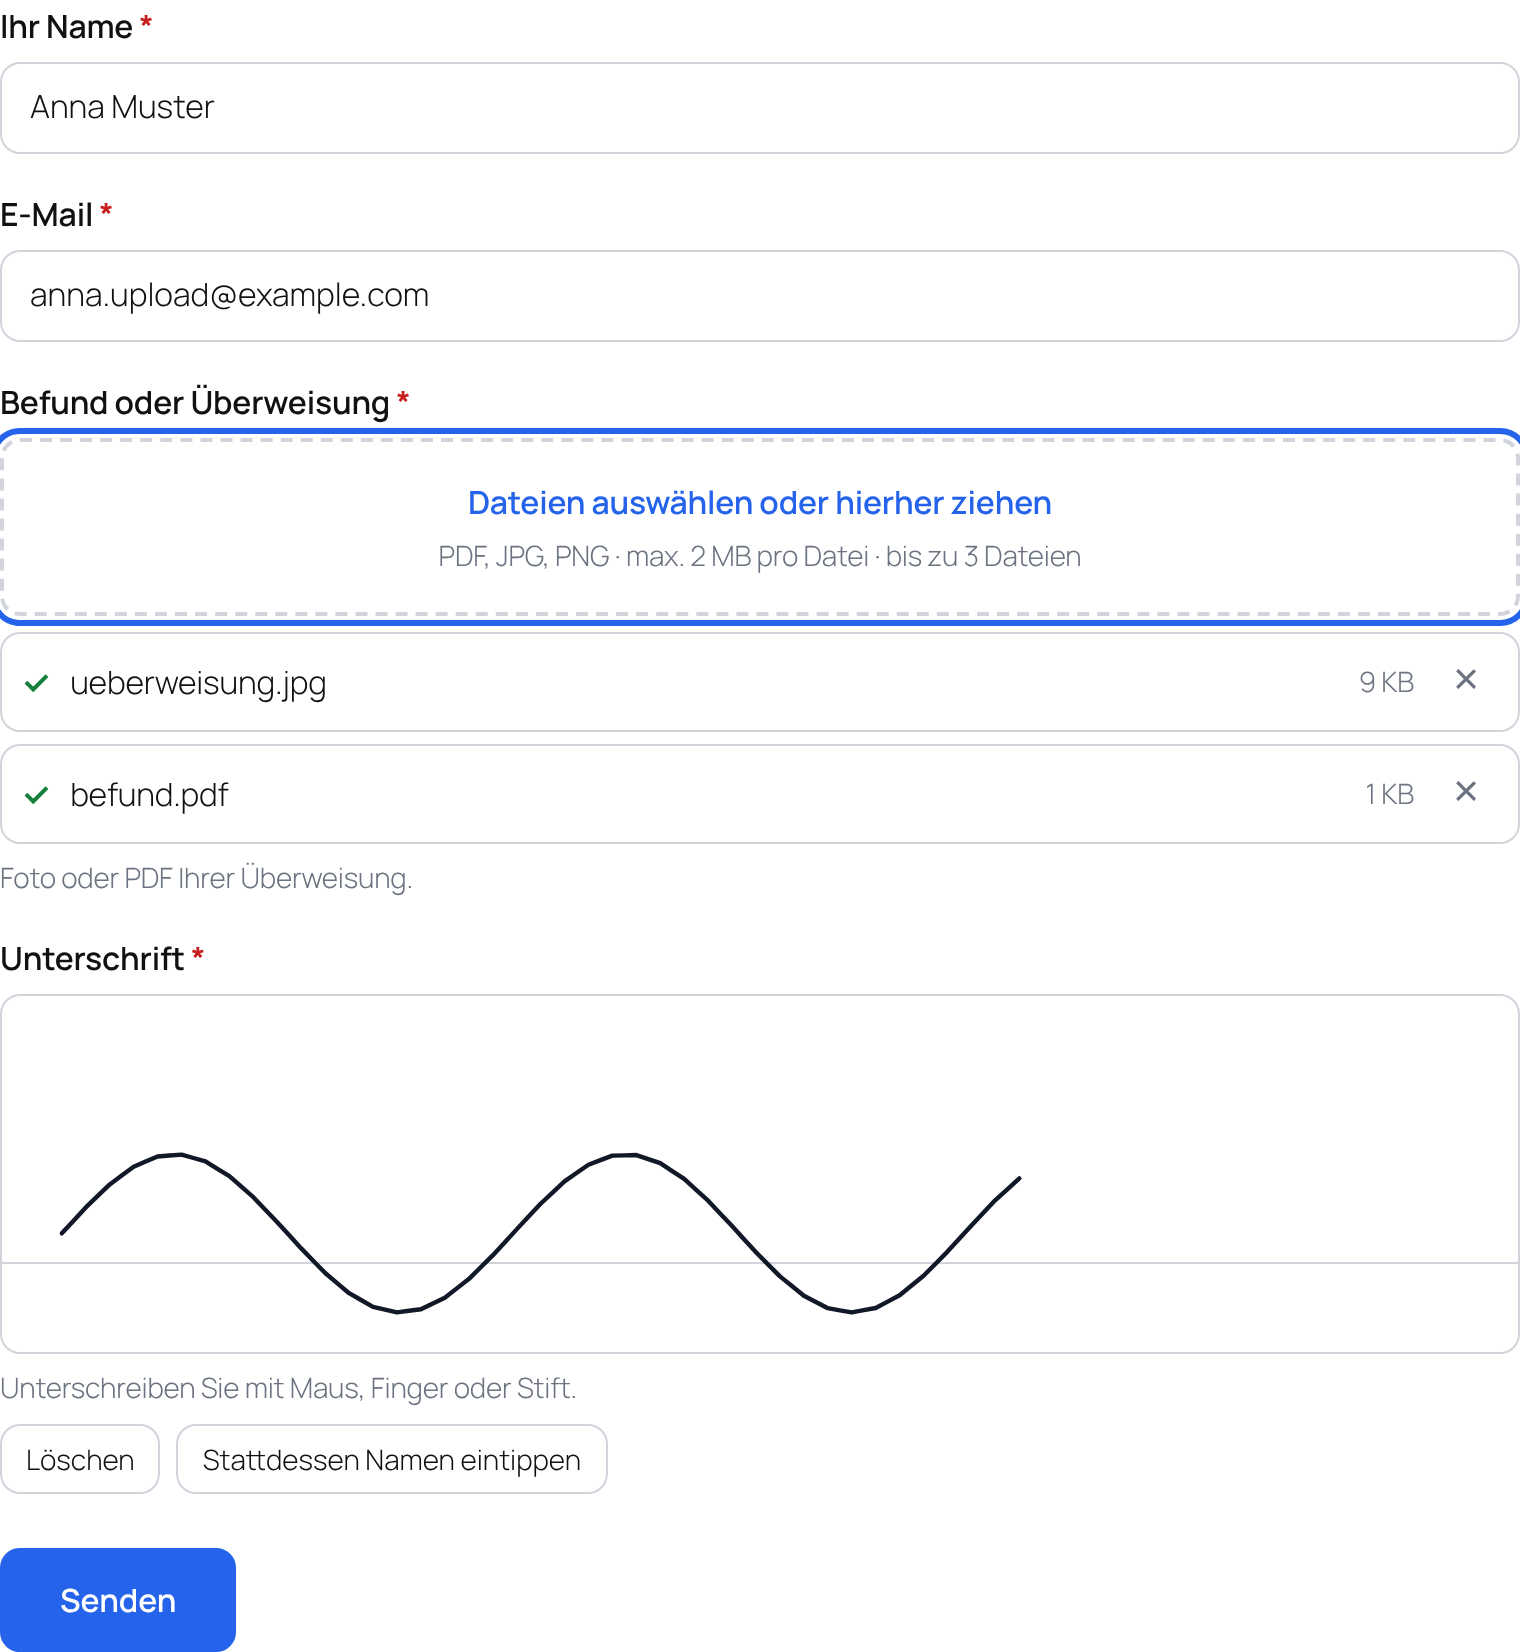 Ihr Name *
Anna Muster
E-Mail *
anna.upload@example.com
Befund oder Überweisung *
Dateien auswählen oder hierher ziehen
PDF, JPG, PNG · max. 2 MB pro Datei · bis zu 3 Dateien
ueberweisung.jpg 9 KB
befund.pdf 1 KB
Foto oder PDF Ihrer Überweisung.
Unterschrift *
Unterschreiben Sie mit Maus, Finger oder Stift.
Löschen Stattdessen Namen eintippen
Senden